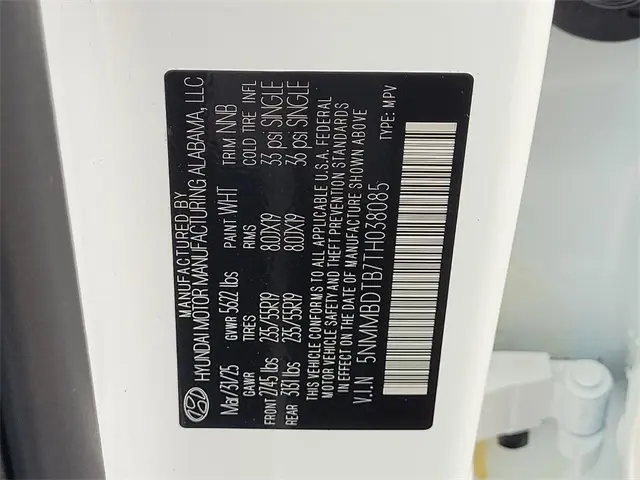 MANUFACTURED BY
HYUNDAI MOTOR MANUFACTURING ALABAMA, LLC
Mar/31/25 PAINT WHT TRIM NNB
GAWR GVWR 5622 lbs COLD TIRE INFL
TIRES RIMS
FRONT 2745 lbs 235/55R19 8.0JX19 33 psi SINGLE
REAR 3131 lbs 235/55R19 8.0JX19 36 psi SINGLE
THIS VEHICLE CONFORMS TO ALL APPLICABLE U.S.A. FEDERAL
MOTOR VEHICLE SAFETY AND THEFT PREVENTION STANDARDS
IN EFFECT ON THE DATE OF MANUFACTURE SHOWN ABOVE
V.I.N 5NMMBDTB7TH038085 TYPE: MPV